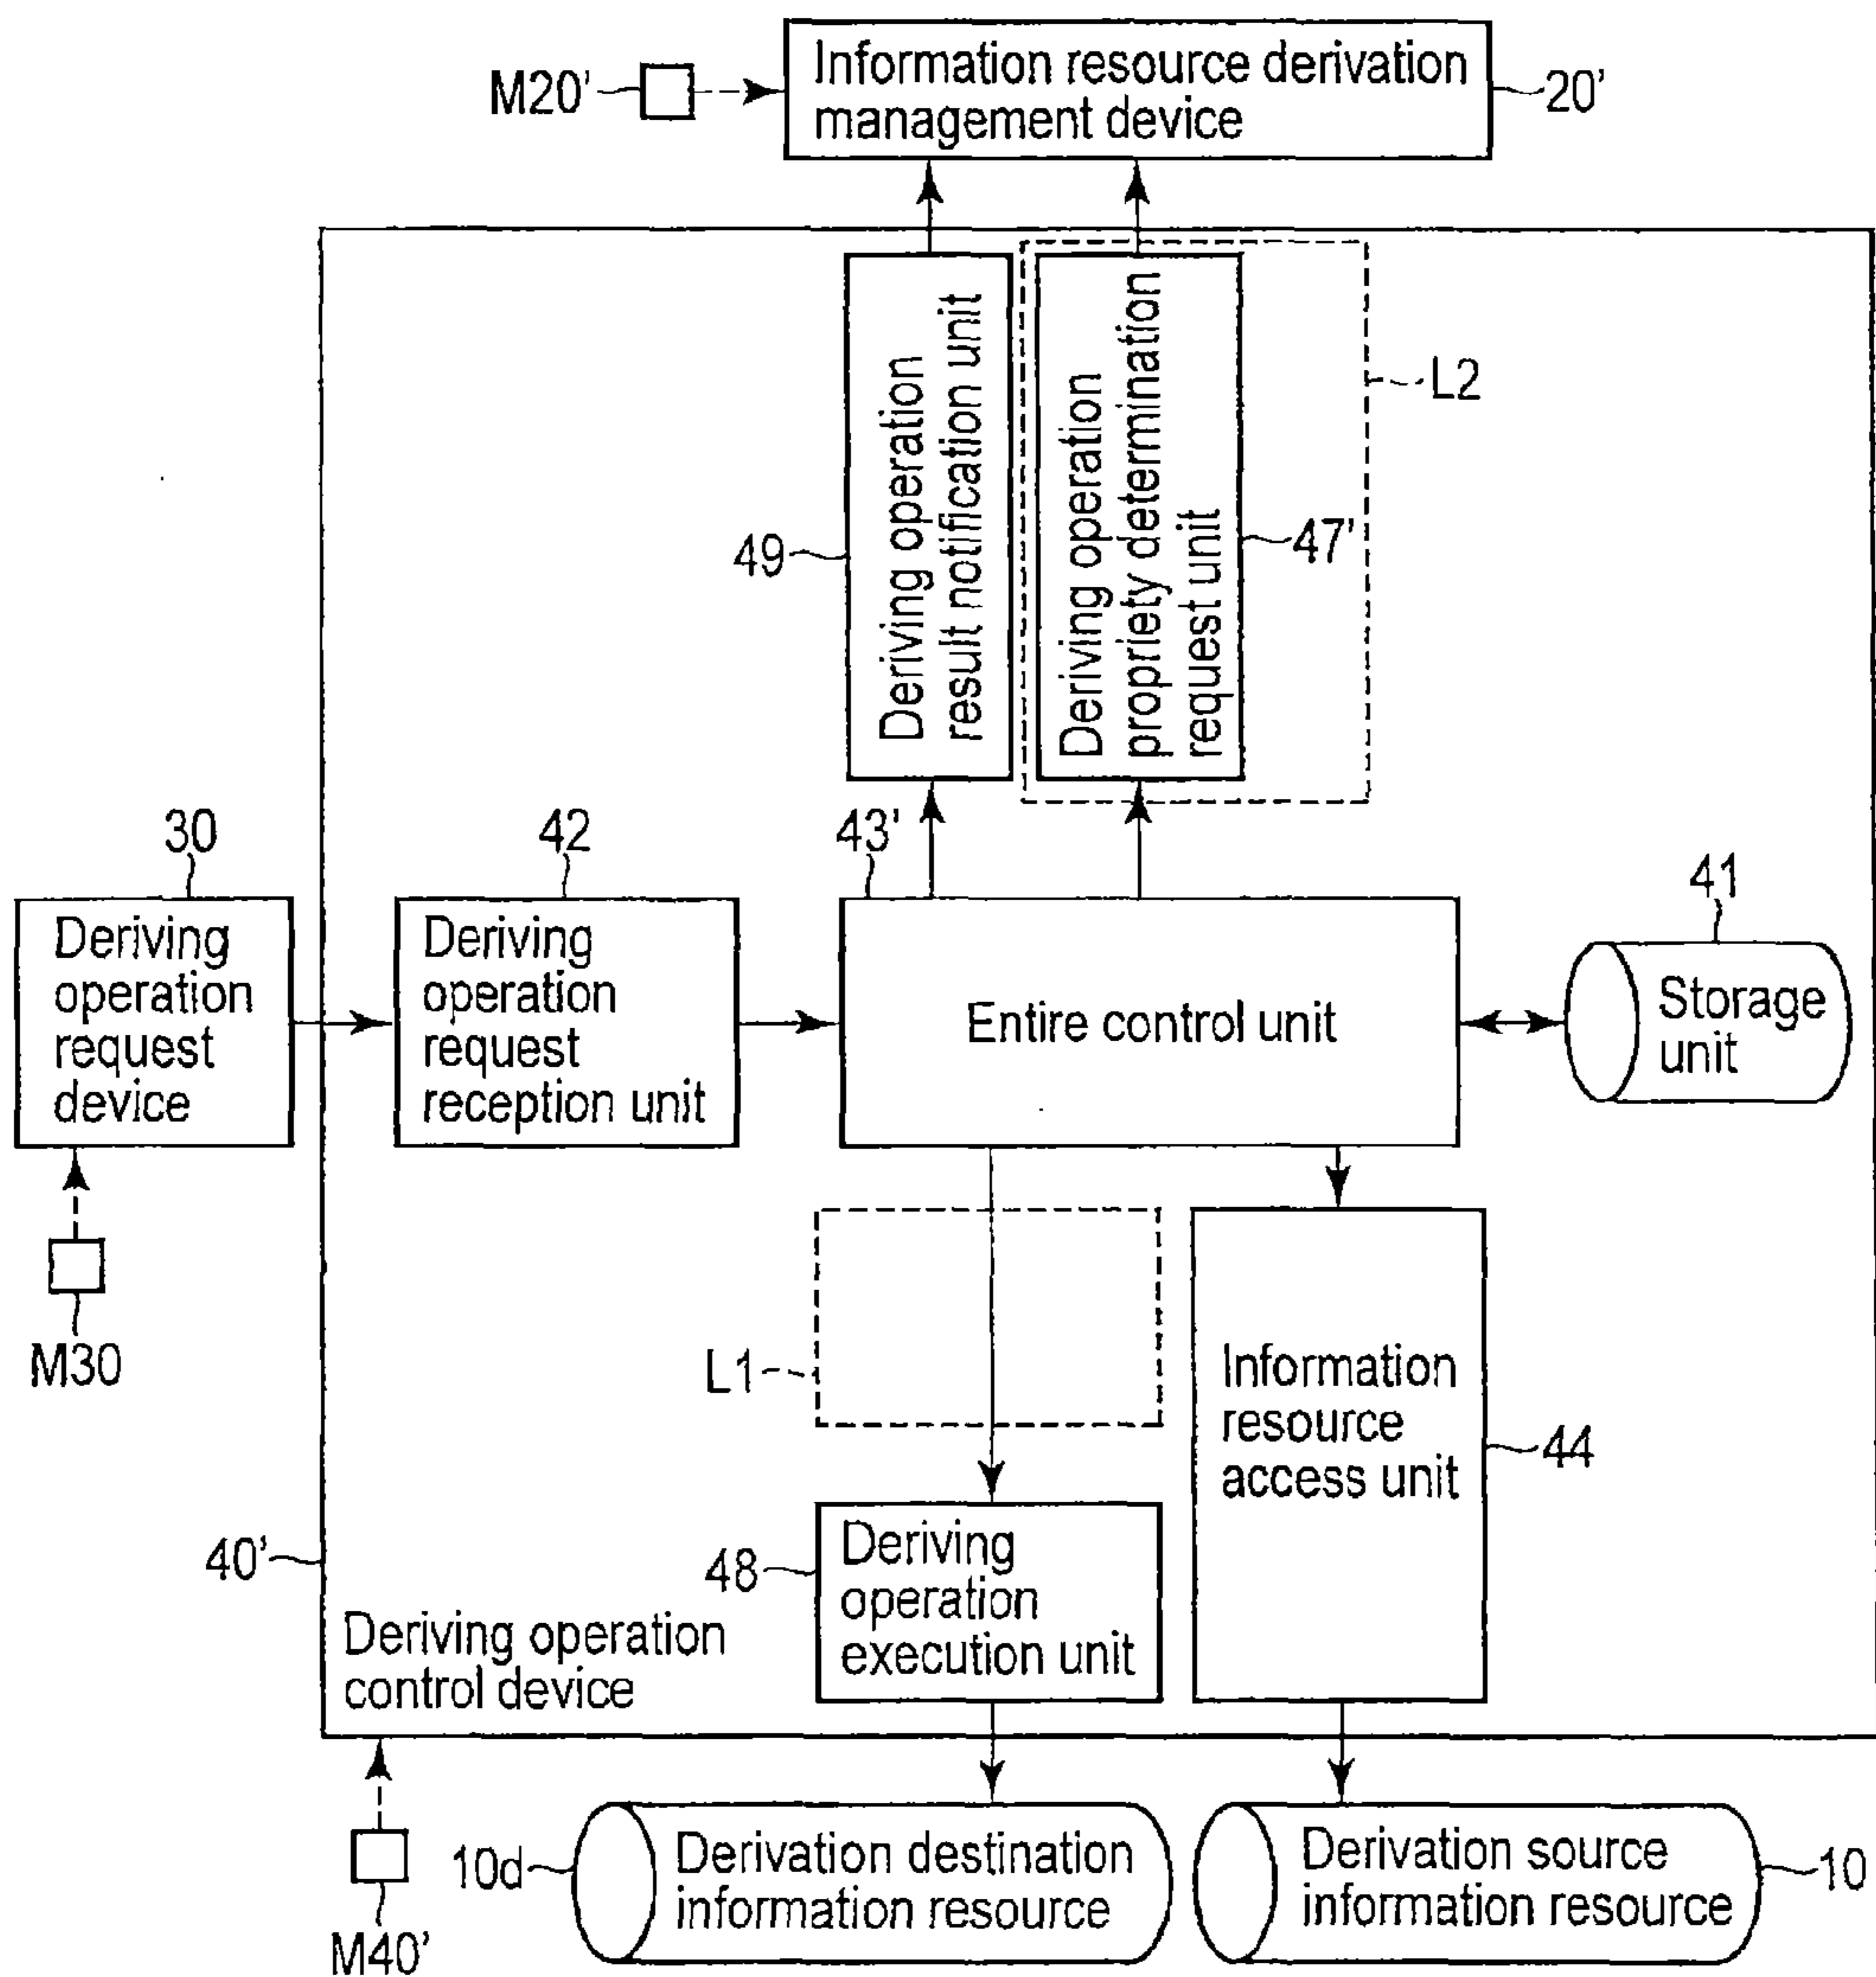 M20'
Information resource derivation
management device
20'
Deriving operation
result notification unit
49
Deriving operation
propriety determination
request unit
47'
L2
30
Deriving
operation
request
device
42
Deriving
operation
request
reception unit
43'
Entire control unit
41
Storage
unit
M30
L1
Information
resource
access unit
44
40'
48
Deriving
operation
execution unit
Deriving operation
control device
M40'
10d
Derivation destination
information resource
Derivation source
information resource
10